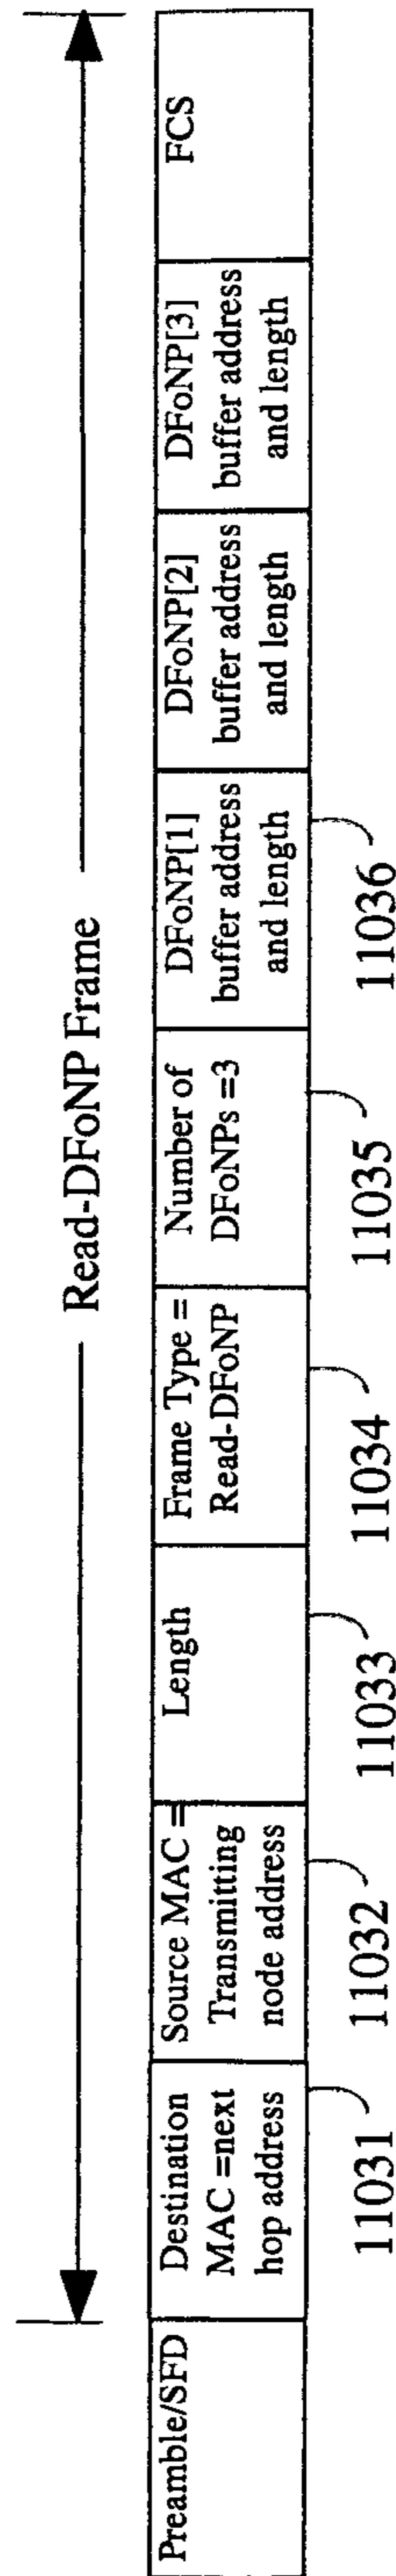 Read-DFoNP Frame
Preamble/SFD
Destination
MAC =next
hop address
Source MAC =
Transmitting
node address
Length
Frame Type =
Read-DFoNP
Number of
DFoNPs =3
DFoNP[1]
buffer address
and length
DFoNP[2]
buffer address
and length
DFoNP[3]
buffer address
and length
FCS
11031
11032
11033
11034
11035
11036